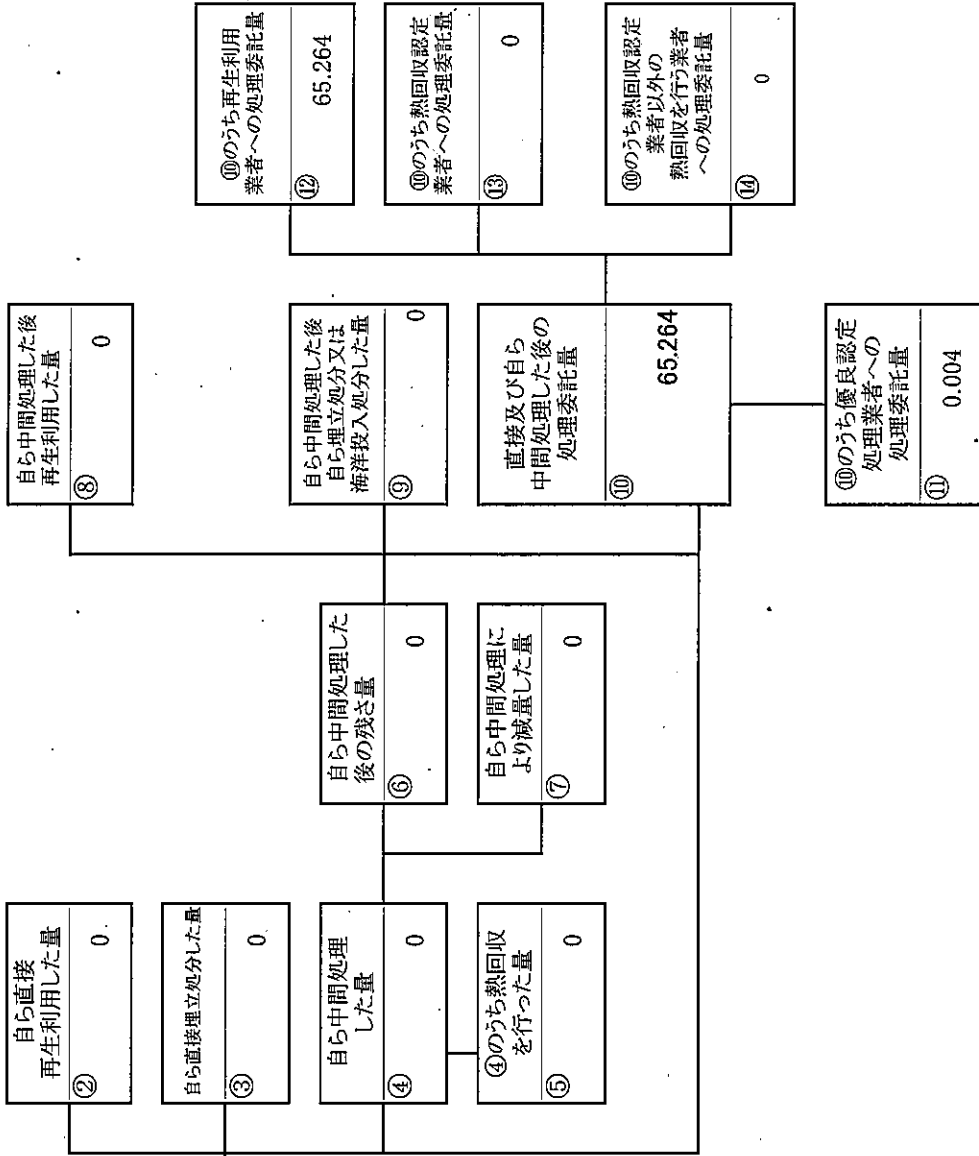 自ら直接
再生利用した量
② 0
自ら直接埋立処分した量
③ 0
自ら中間処理
した量
④ 0
④のうち熱回収
を行った量
⑤ 0
自ら中間処理した
後の残さ量
⑥ 0
自ら中間処理に
より減量した量
⑦ 0
自ら中間処理した後
再生利用した量
⑧ 0
自ら中間処理した後
自ら埋立処分又は
海洋投入処分した量
⑨ 0
直接及び自ら
中間処理した後の
処理委託量
⑩ 65.264
⑩のうち優良認定
処理業者への
処理委託量
⑪ 0.004
⑩のうち再生利用
業者への処理委託量
⑫ 65.264
⑩のうち熱回収認定
業者への処理委託量
⑬ 0
⑩のうち熱回収認定
業者以外の
熱回収を行う業者
への処理委託量
⑭ 0